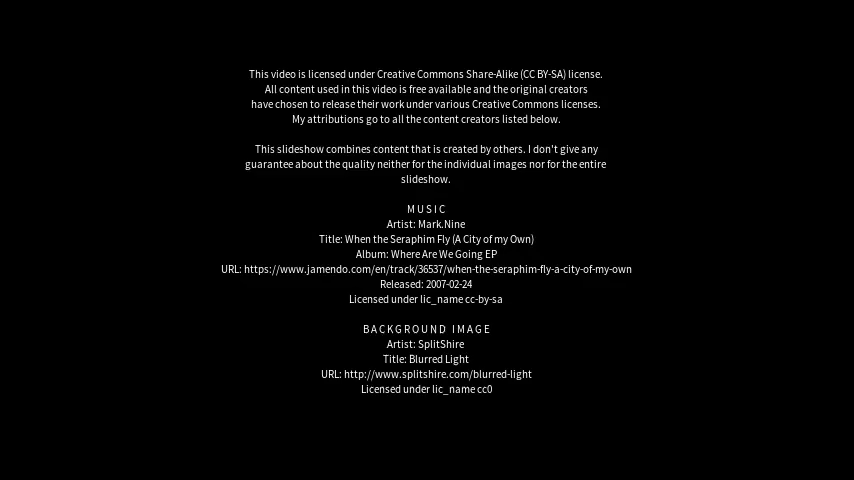 This video is licensed under Creative Commons Share-Alike (CC BY-SA) license.
All content used in this video is free available and the original creators
have chosen to release their work under various Creative Commons licenses.
My attributions go to all the content creators listed below.
This slideshow combines content that is created by others. I don't give any
guarantee about the quality neither for the individual images nor for the entire
slideshow.
MUSIC
Artist: Mark.Nine
Title: When the Seraphim Fly (A City of my Own)
Album: Where Are We Going EP
URL: https://www.jamendo.com/en/track/36537/when-the-seraphim-fly-a-city-of-my-own
Released: 2007-02-24
Licensed under lic_name cc-by-sa
BACKGROUND IMAGE
Artist: SplitShire
Title: Blurred Light
URL: http://www.splitshire.com/blurred-light
Licensed under lic_name cc0